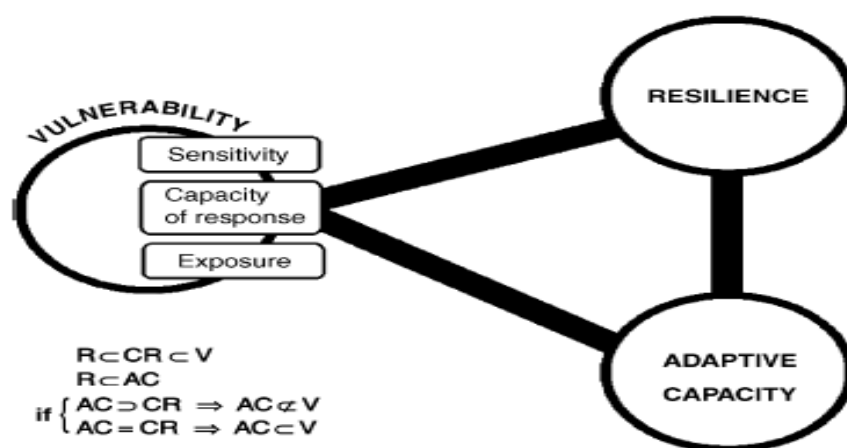 VULNERABILITY
Sensitivity
Capacity
of response
Exposure
RESILIENCE
ADAPTIVE
CAPACITY
R⊂CR⊂V
R⊂AC
if { AC⊃CR ⇒ AC⊄V
AC=CR ⇒ AC⊂V